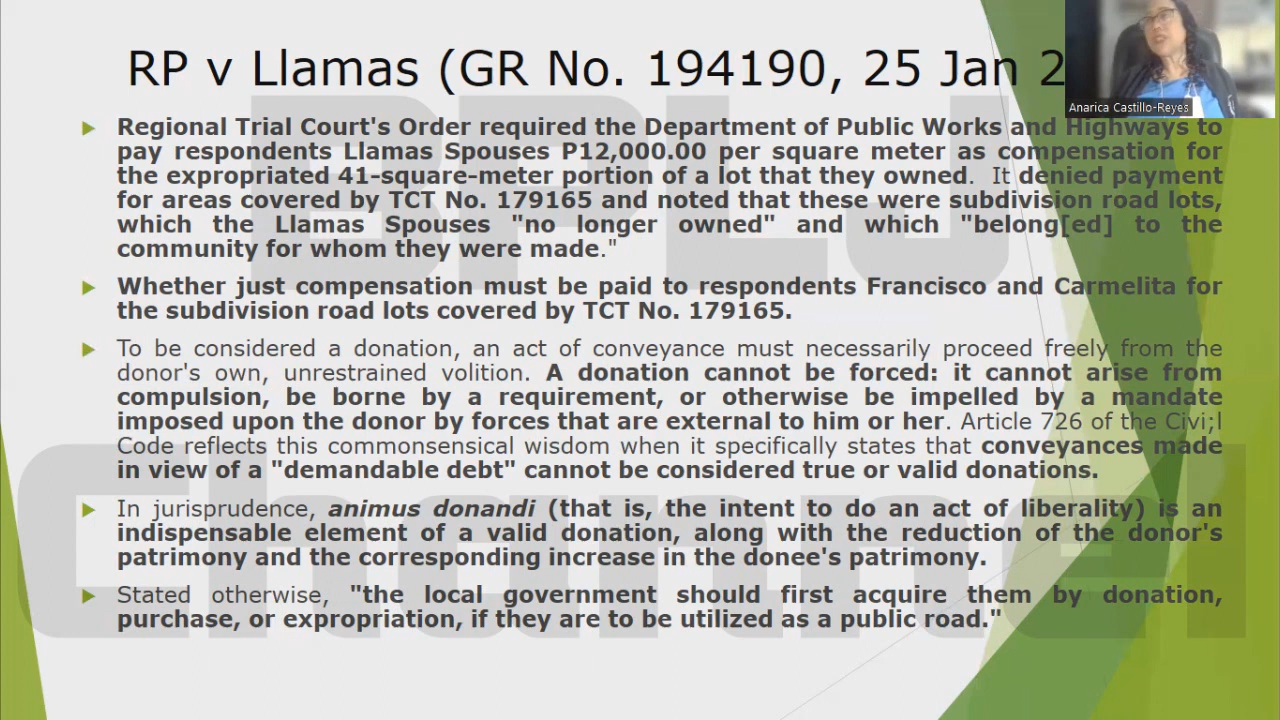 RP v Llamas (GR No. 194190, 25 Jan 2
Anarica Castillo-Reyes
Regional Trial Court's Order required the Department of Public Works and Highways to
pay respondents Llamas Spouses P12,000.00 per square meter as compensation for
the expropriated 41-square-meter portion of a lot that they owned. It denied payment
for areas covered by TCT No. 179165 and noted that these were subdivision road lots,
which the Llamas Spouses "no longer owned" and which "belong[ed] to the
community for whom they were made."
Whether just compensation must be paid to respondents Francisco and Carmelita for
the subdivision road lots covered by TCT No. 179165.
To be considered a donation, an act of conveyance must necessarily proceed freely from the
donor's own, unrestrained volition. A donation cannot be forced: it cannot arise from
compulsion, be borne by a requirement, or otherwise be impelled by a mandate
imposed upon the donor by forces that are external to him or her. Article 726 of the Civi;l
Code reflects this commonsensical wisdom when it specifically states that conveyances made
in view of a "demandable debt" cannot be considered true or valid donations.
In jurisprudence, animus donandi (that is, the intent to do an act of liberality) is an
indispensable element of a valid donation, along with the reduction of the donor's
patrimony and the corresponding increase in the donee's patrimony.
Stated otherwise, "the local government should first acquire them by donation,
purchase, or expropriation, if they are to be utilized as a public road."
BPLJ
Channel